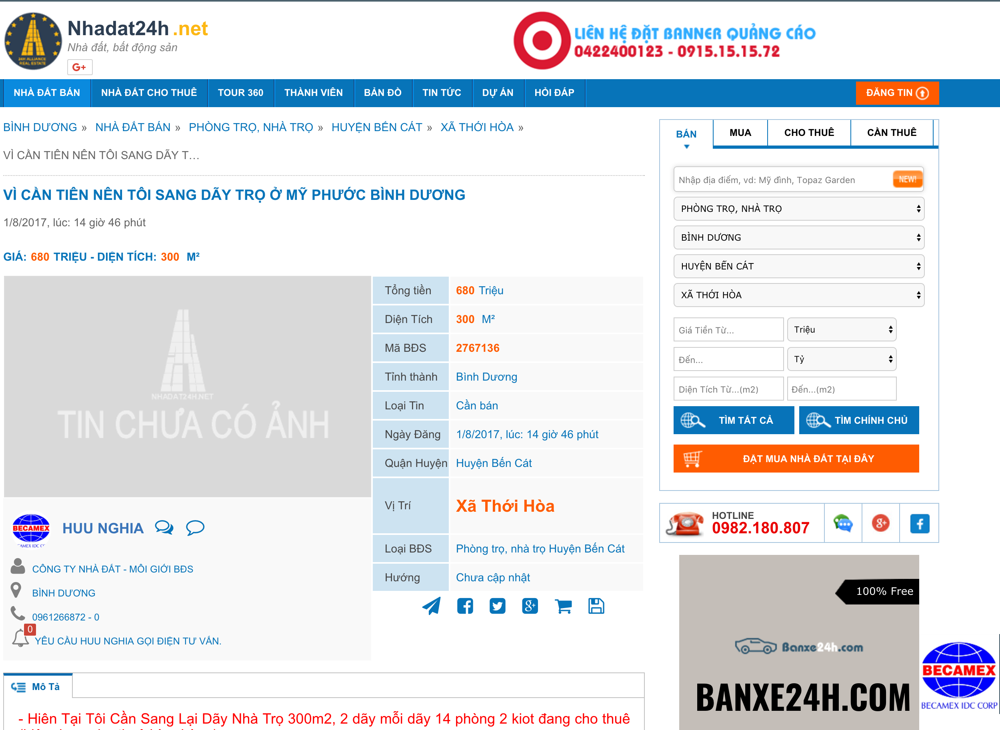 24H ALLIANCE
REAL ESTATE
Nhadat24h .net
Nhà đất, bất động sản
G+
LIÊN HỆ ĐẶT BANNER QUẢNG CÁO
0422400123 - 0915.15.15.72
NHÀ ĐẤT BÁN NHÀ ĐẤT CHO THUÊ TOUR 360 THÀNH VIÊN BẢN ĐỒ TIN TỨC DỰ ÁN HỎI ĐÁP ĐĂNG TIN
BÌNH DƯƠNG » NHÀ ĐẤT BÁN » PHÒNG TRỌ, NHÀ TRỌ » HUYỆN BẾN CÁT » XÃ THỚI HÒA »
VÌ CẦN TIỀN NÊN TÔI SANG DÃY T...
VÌ CẦN TIỀN NÊN TÔI SANG DÃY TRỌ Ở MỸ PHƯỚC BÌNH DƯƠNG
1/8/2017, lúc: 14 giờ 46 phút
GIÁ: 680 TRIỆU - DIỆN TÍCH: 300 M²
NHADAT24H.NET
TIN CHƯA CÓ ẢNH
Tổng tiền 680 Triệu
Diện Tích 300 M²
Mã BĐS 2767136
Tỉnh thành Bình Dương
Loại Tin Cần bán
Ngày Đăng 1/8/2017, lúc: 14 giờ 46 phút
Quận Huyện Huyện Bến Cát
Vị Trí Xã Thới Hòa
Loại BĐS Phòng trọ, nhà trọ Huyện Bến Cát
Hướng Chưa cập nhật
BECAMEX
HUU NGHIA
CÔNG TY NHÀ ĐẤT - MÔI GIỚI BĐS
BÌNH DƯƠNG
0961266872 - 0
0
YÊU CẦU HUU NGHIA GỌI ĐIỆN TƯ VẤN.
Mô Tả
- Hiên Tại Tôi Cần Sang Lại Dãy Nhà Trọ 300m2, 2 dãy mỗi dãy 14 phòng 2 kiot đang cho thuê
BÁN MUA CHO THUÊ CẦN THUÊ
Nhập địa điếm, vd: Mỹ đình, Topaz Garden NEW!
PHÒNG TRỌ, NHÀ TRỌ
BÌNH DƯƠNG
HUYỆN BẾN CÁT
XÃ THỚI HÒA
Giá Tiền Từ... Triệu
Đến... Tỷ
Diện Tích Từ...(m2) Đến...(m2)
TÌM TẤT CẢ TÌM CHÍNH CHỦ
ĐẶT MUA NHÀ ĐẤT TẠI ĐÂY
HOTLINE
0982.180.807
100% Free
Banxe24h.com
BANXE24H.COM
BECAMEX
BECAMEX IDC CORP